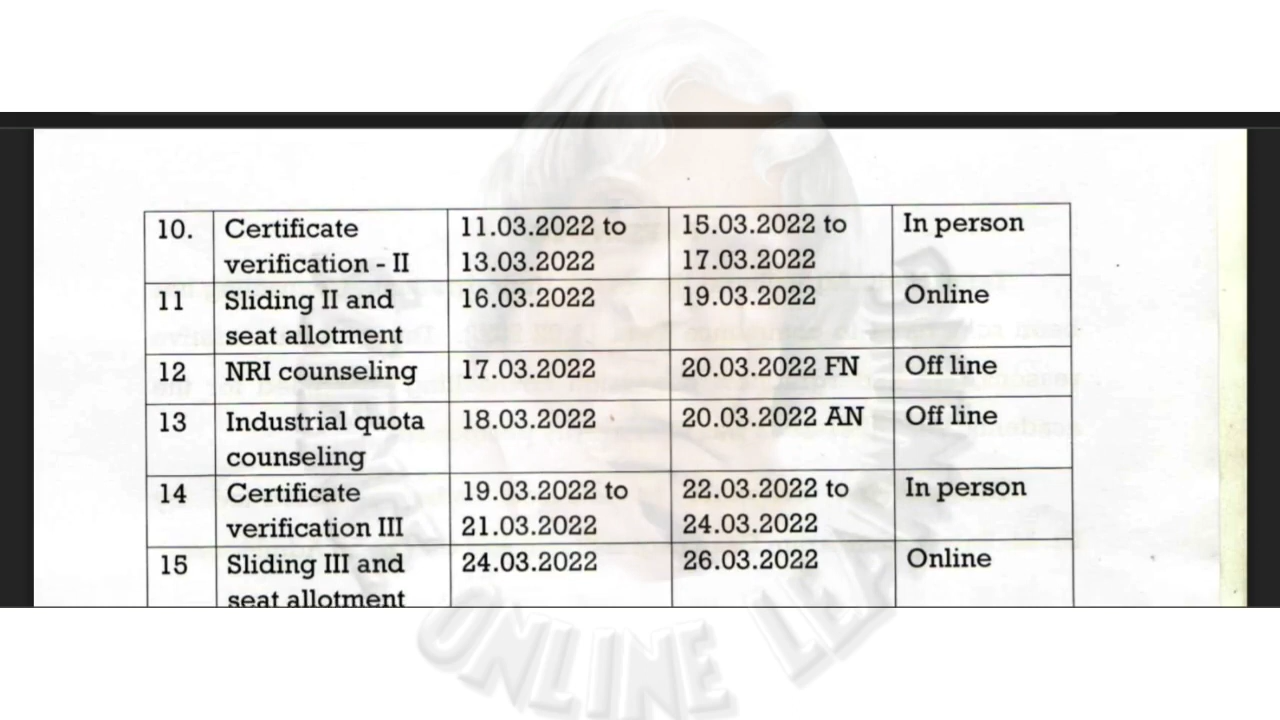 10. Certificate 11.03.2022 to 15.03.2022 to In person
verification - II 13.03.2022 17.03.2022
11 Sliding II and 16.03.2022 19.03.2022 Online
seat allotment
12 NRI counseling 17.03.2022 20.03.2022 FN Off line
13 Industrial quota 18.03.2022 20.03.2022 AN Off line
counseling
14 Certificate 19.03.2022 to 22.03.2022 to In person
verification III 21.03.2022 24.03.2022
15 Sliding III and 24.03.2022 26.03.2022 Online
seat allotment
ONLINE